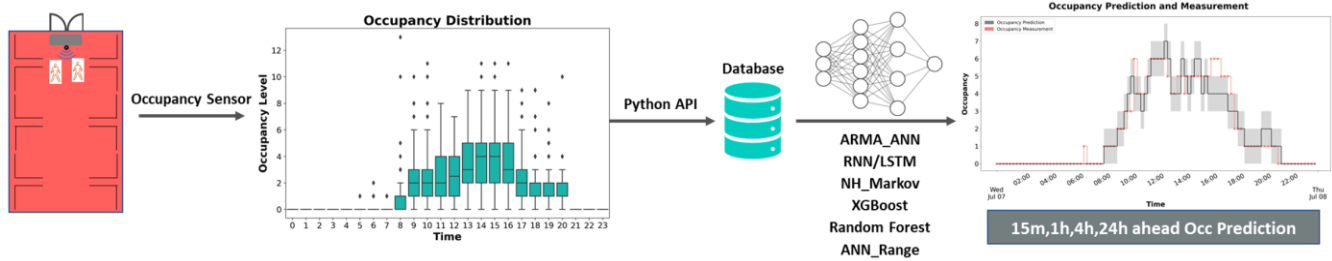 Occupancy Sensor
Occupancy Distribution
Occupancy Level
12
10
8
6
4
2
0
0 1 2 3 4 5 6 7 8 9 10 11 12 13 14 15 16 17 18 19 20 21 22 23
Time
Python API
Database
ARMA_ANN
RNN/LSTM
NH_Markov
XGBoost
Random Forest
ANN_Range
Occupancy Prediction and Measurement
Occupancy Prediction
Occupancy Measurement
Occupancy
8
7
6
5
4
3
2
1
0
02:00 04:00 06:00 08:00 10:00 12:00 14:00 16:00 18:00 20:00 22:00
Wed
Jul 07
Thu
Jul 08
Time
15m,1h,4h,24h ahead Occ Prediction